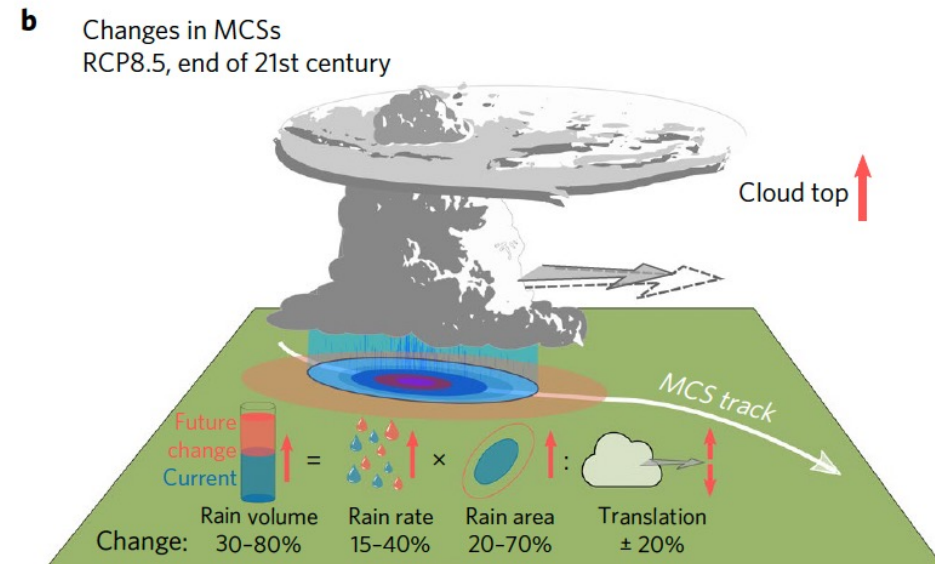 b
Changes in MCSs
RCP8.5, end of 21st century
Cloud top
MCS track
Future
change
Current
= × :
Rain volume Rain rate Rain area Translation
Change: 30–80% 15–40% 20–70% ± 20%